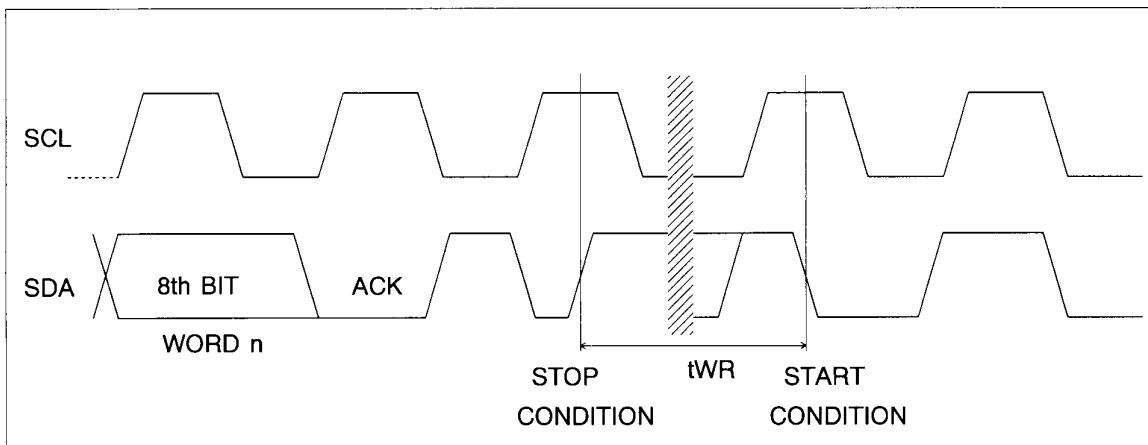 SCL
SDA
8th BIT
ACK
WORD n
tWR
STOP
CONDITION
START
CONDITION